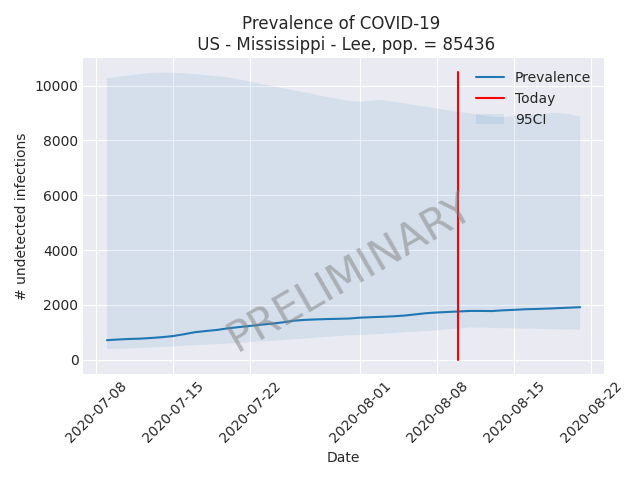 Prevalence of COVID-19
US - Mississippi - Lee, pop. = 85436
Prevalence
Today
95CI
10000
8000
6000
4000
2000
0
# undetected infections
PRELIMINARY
2020-07-08
2020-07-15
2020-07-22
2020-08-01
2020-08-08
2020-08-15
2020-08-22
Date